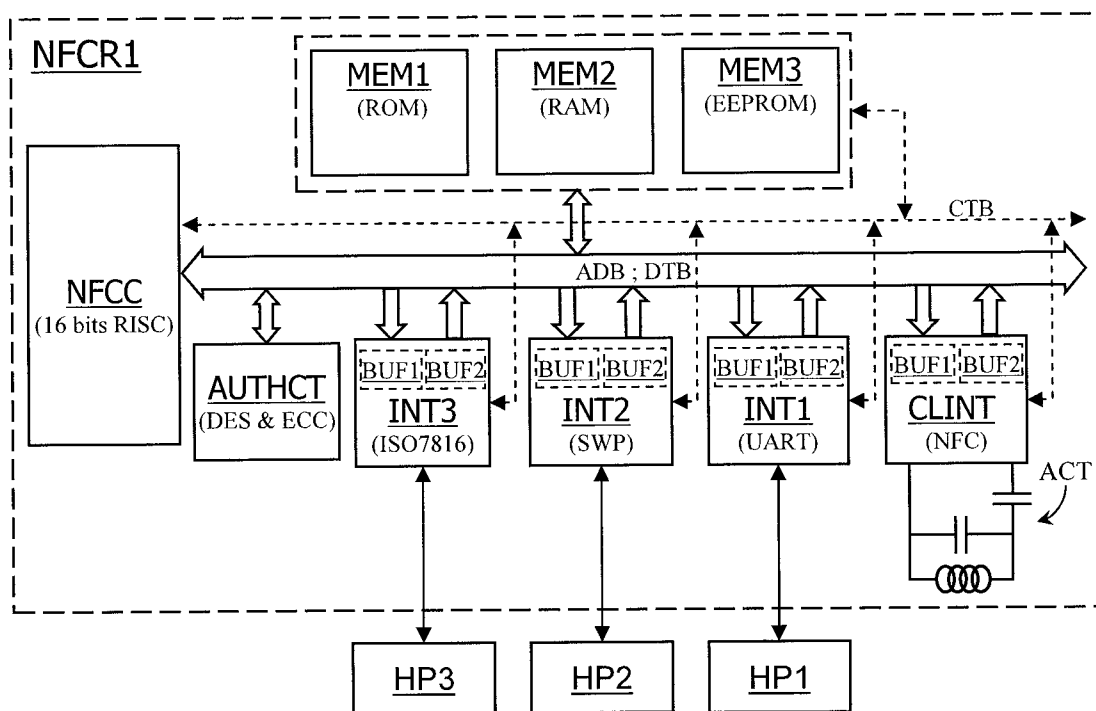 NFCR1
MEM1
(ROM)
MEM2
(RAM)
MEM3
(EEPROM)
CTB
ADB ; DTB
NFCC
(16 bits RISC)
AUTHCT
(DES & ECC)
BUF1 BUF2
INT3
(ISO7816)
BUF1 BUF2
INT2
(SWP)
BUF1 BUF2
INT1
(UART)
BUF1 BUF2
CLINT
(NFC)
ACT
HP3
HP2
HP1